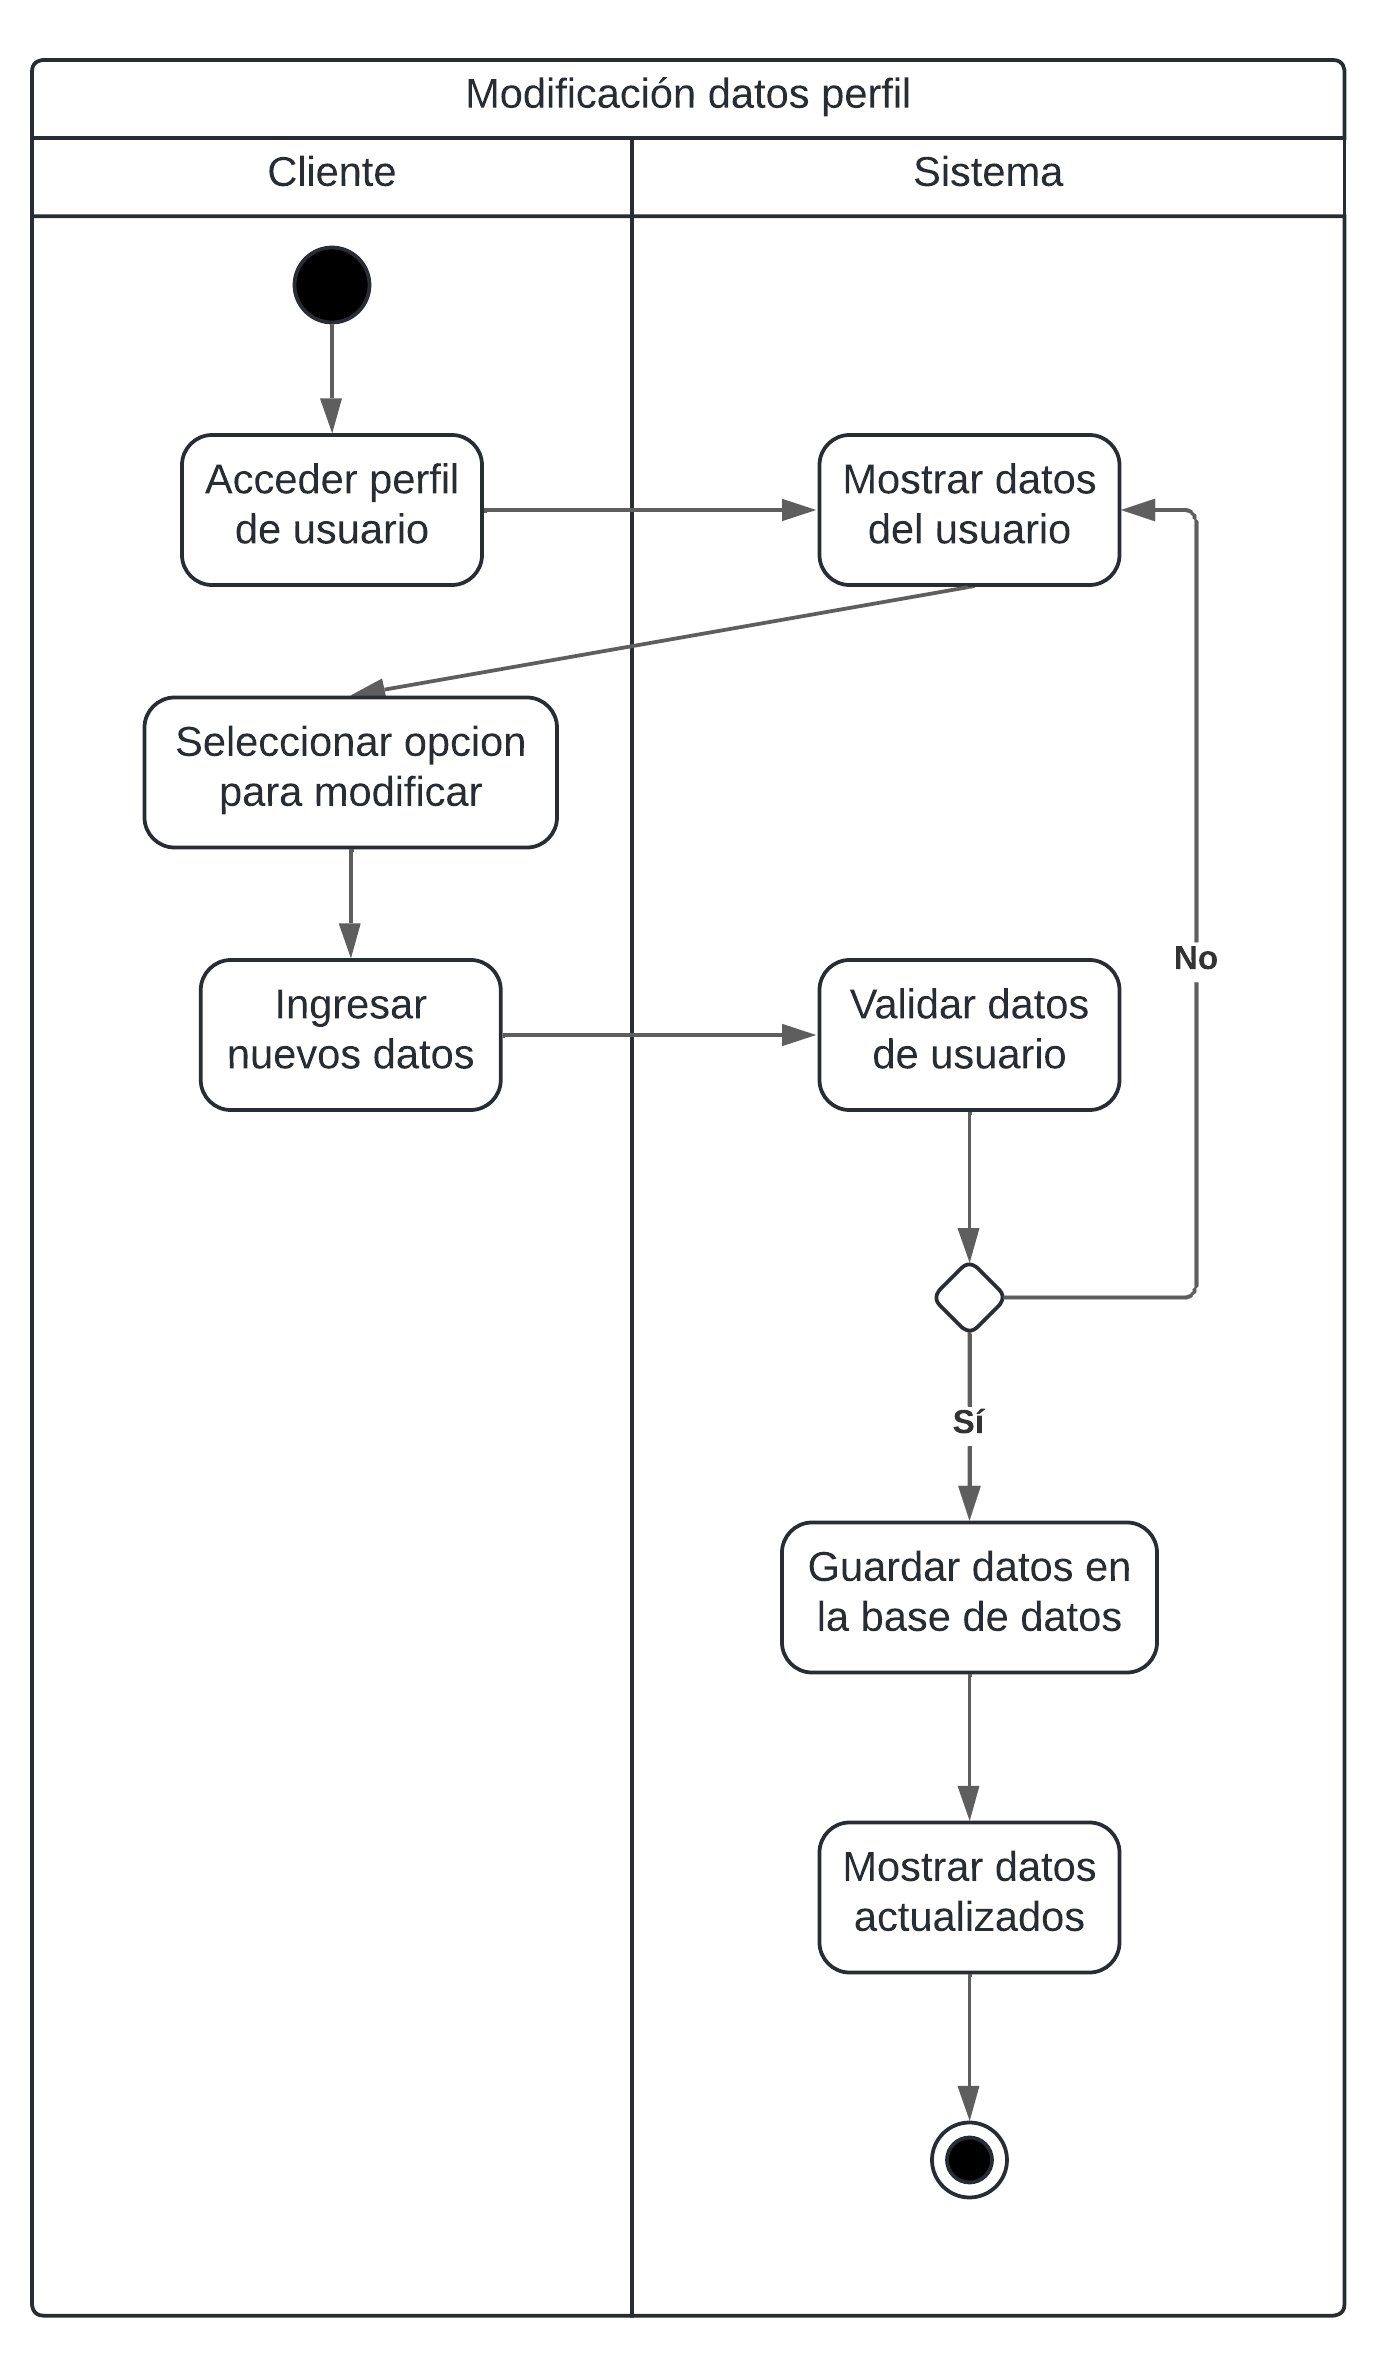 Modificación datos perfil
Cliente
Sistema
Acceder perfil
de usuario
Mostrar datos
del usuario
Seleccionar opcion
para modificar
Ingresar
nuevos datos
Validar datos
de usuario
No
Sí
Guardar datos en
la base de datos
Mostrar datos
actualizados